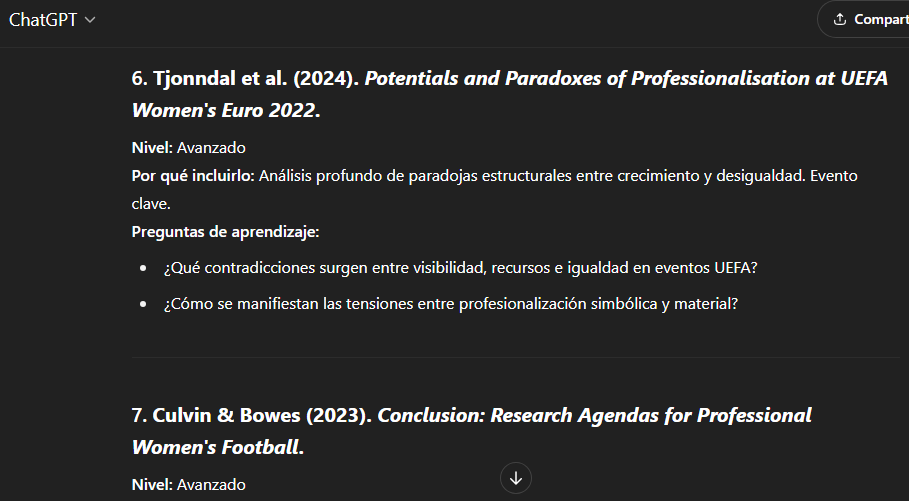 ChatGPT
Compart
6. Tjonndal et al. (2024). Potentials and Paradoxes of Professionalisation at UEFA
Women's Euro 2022.
Nivel: Avanzado
Por qué incluirlo: Análisis profundo de paradojas estructurales entre crecimiento y desigualdad. Evento
clave.
Preguntas de aprendizaje:
• ¿Qué contradicciones surgen entre visibilidad, recursos e igualdad en eventos UEFA?
• ¿Cómo se manifiestan las tensiones entre profesionalización simbólica y material?
7. Culvin & Bowes (2023). Conclusion: Research Agendas for Professional
Women's Football.
Nivel: Avanzado